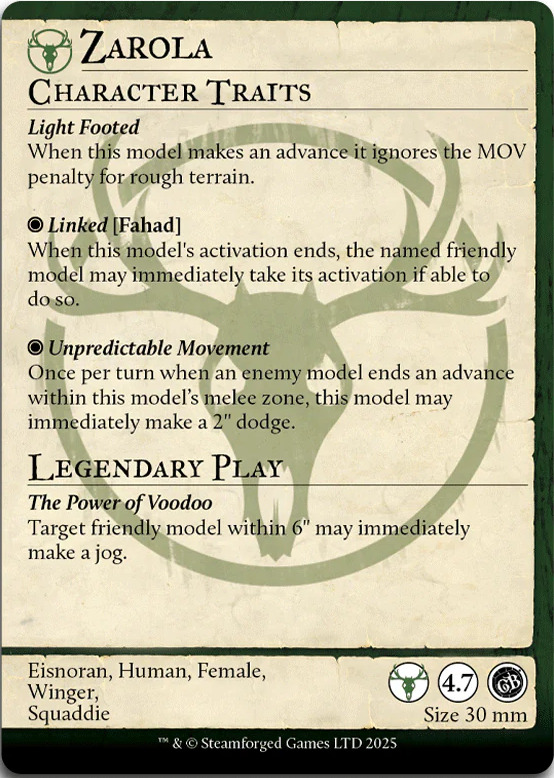 Zarola
Character Traits
Light Footed
When this model makes an advance it ignores the MOV
penalty for rough terrain.
Linked [Fahad]
When this model's activation ends, the named friendly
model may immediately take its activation if able to
do so.
Unpredictable Movement
Once per turn when an enemy model ends an advance
within this model's melee zone, this model may
immediately make a 2" dodge.
Legendary Play
The Power of Voodoo
Target friendly model within 6" may immediately
make a jog.
Eisnoran, Human, Female,
Winger,
Squaddie
4.7
GB
Size 30 mm
™ & © Steamforged Games LTD 2025